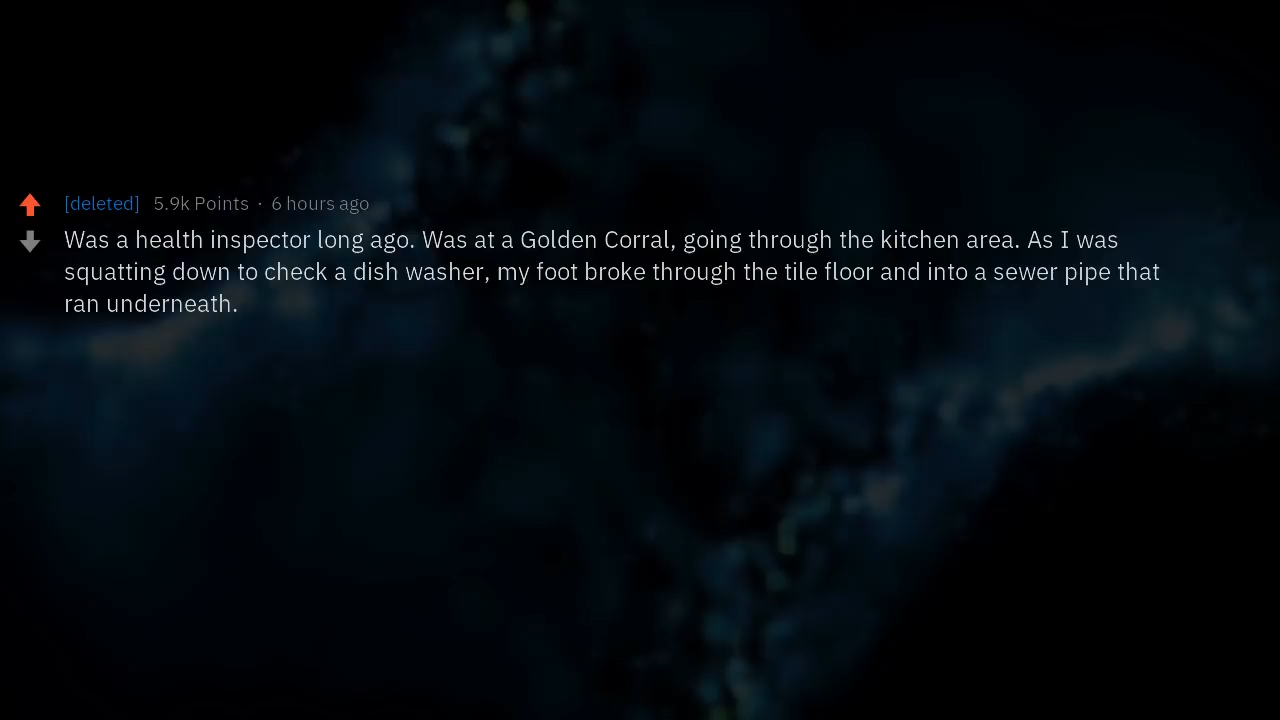 [deleted] 5.9k Points · 6 hours ago
Was a health inspector long ago. Was at a Golden Corral, going through the kitchen area. As I was
squatting down to check a dish washer, my foot broke through the tile floor and into a sewer pipe that
ran underneath.